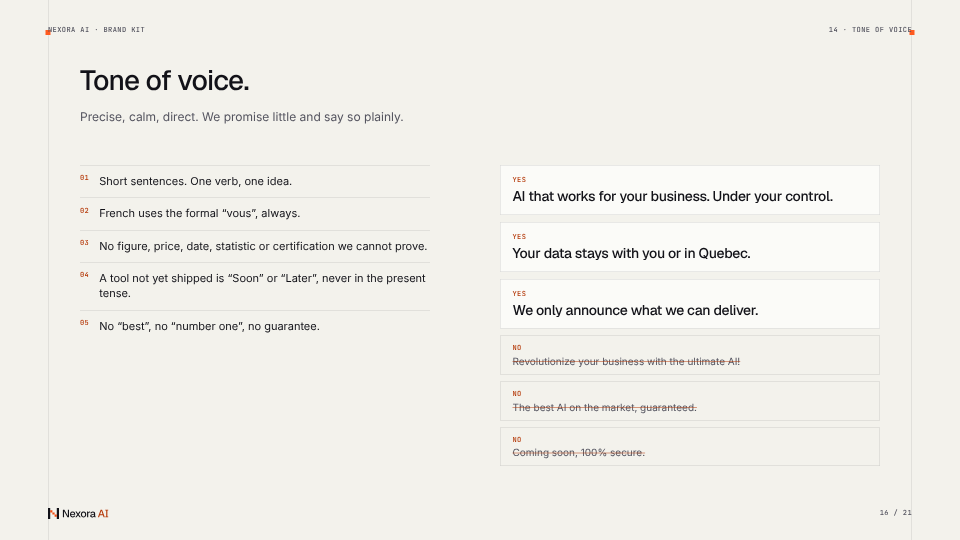 NEXORA AI · BRAND KIT
14 · TONE OF VOICE
Tone of voice.
Precise, calm, direct. We promise little and say so plainly.
01 Short sentences. One verb, one idea.
02 French uses the formal “vous”, always.
03 No figure, price, date, statistic or certification we cannot prove.
04 A tool not yet shipped is “Soon” or “Later”, never in the present
tense.
05 No “best”, no “number one”, no guarantee.
YES
AI that works for your business. Under your control.
YES
Your data stays with you or in Quebec.
YES
We only announce what we can deliver.
NO
Revolutionize your business with the ultimate AI!
NO
The best AI on the market, guaranteed.
NO
Coming soon, 100% secure.
Nexora AI
16 / 21